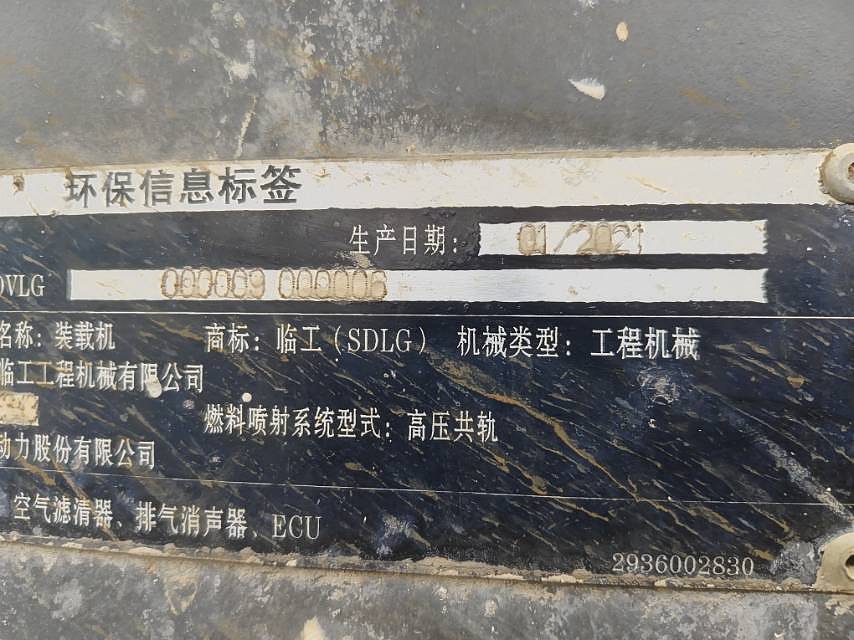 环保信息标签
生产日期: 01/2021
OVLG 000009 000006
名称: 装载机 商标: 临工(SDLG) 机械类型: 工程机械
临工工程机械有限公司
燃料喷射系统型式: 高压共轨
动力股份有限公司
空气滤清器、排气消声器、ECU
2936002830